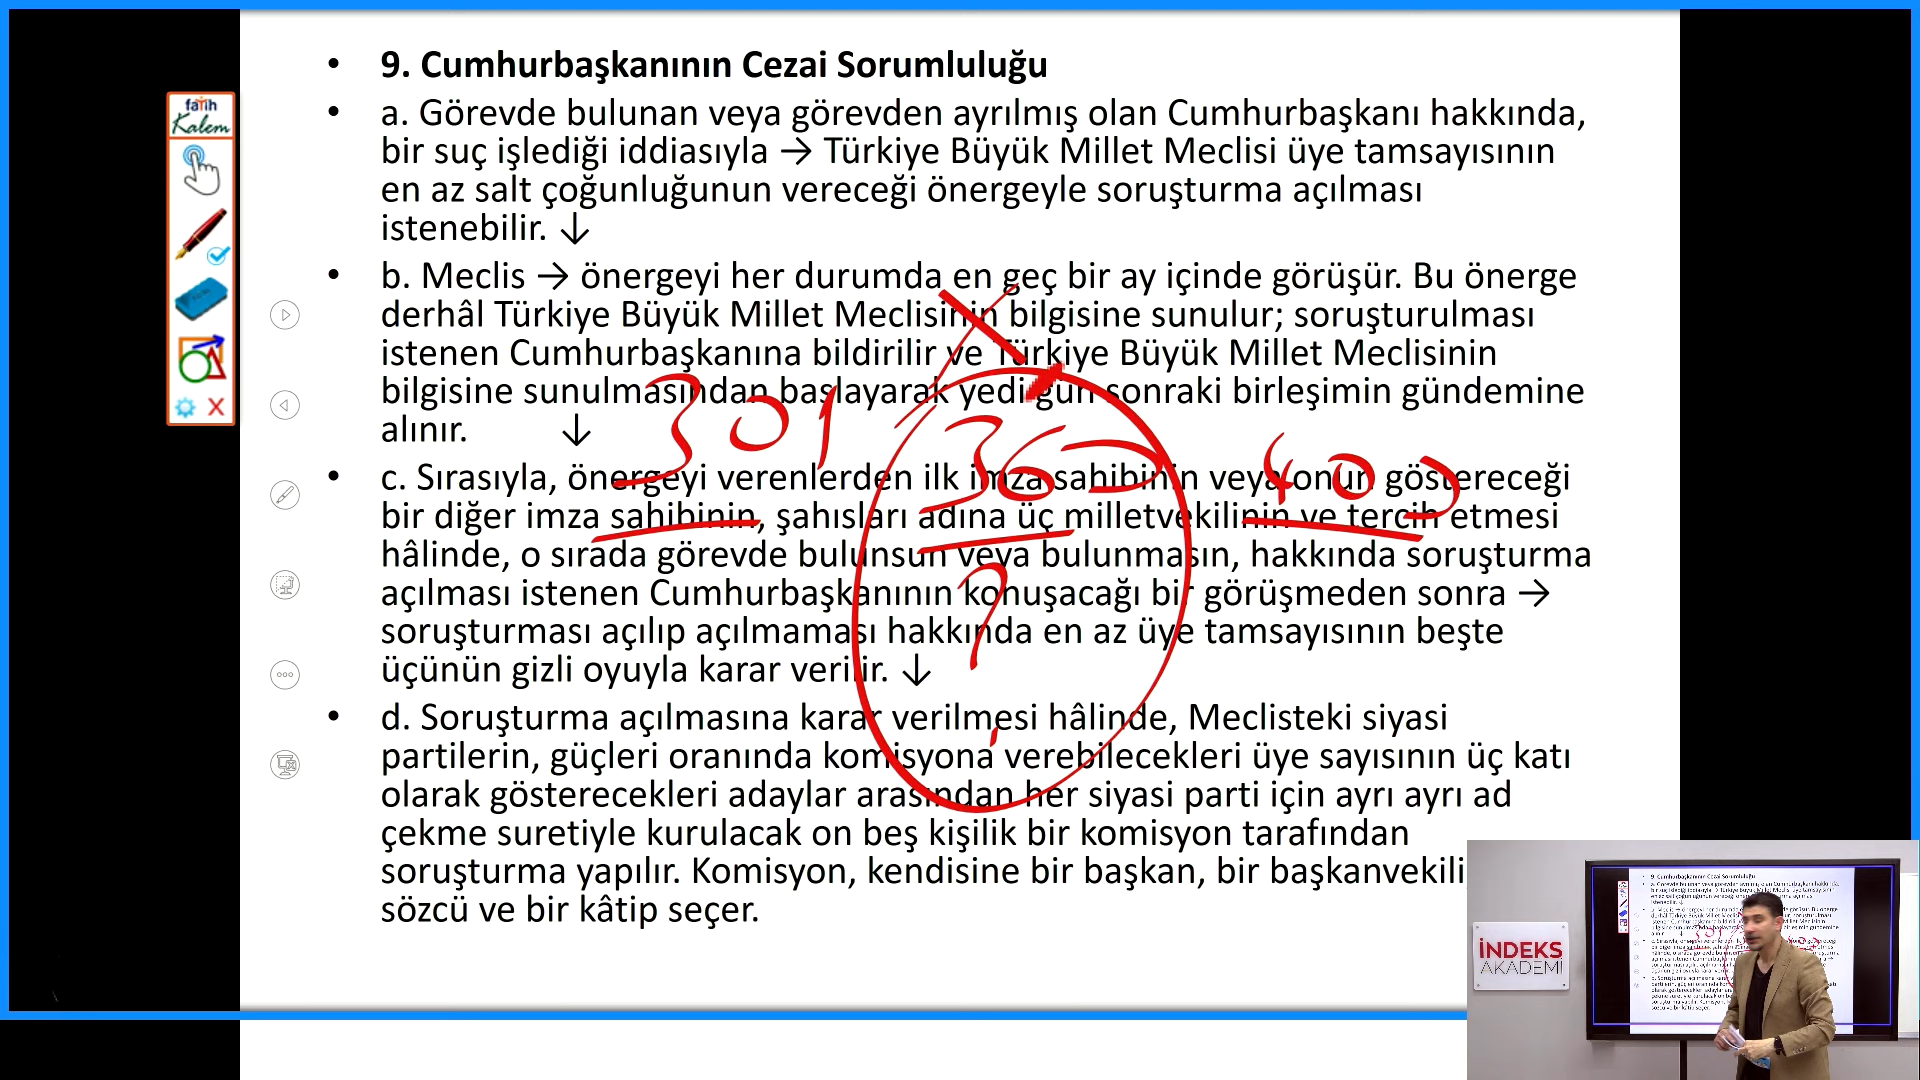 9. Cumhurbaşkanının Cezai Sorumluluğu
a. Görevde bulunan veya görevden ayrılmış olan Cumhurbaşkanı hakkında,
bir suç işlediği iddiasıyla → Türkiye Büyük Millet Meclisi üye tamsayısının
en az salt çoğunluğunun vereceği önergeyle soruşturma açılması
istenebilir. ↓
b. Meclis → önergeyi her durumda en geç bir ay içinde görüşür. Bu önerge
derhâl Türkiye Büyük Millet Meclisinin bilgisine sunulur; soruşturulması
istenen Cumhurbaşkanına bildirilir ve Türkiye Büyük Millet Meclisinin
bilgisine sunulmasından başlayarak yedi gün sonraki birleşimin gündemine
alınır. ↓
301 360 400
?
c. Sırasıyla, önergeyi verenlerden ilk imza sahibinin veya onun göstereceği
bir diğer imza sahibinin, şahısları adına üç milletvekilinin ve tercih etmesi
hâlinde, o sırada görevde bulunsun veya bulunmasın, hakkında soruşturma
açılması istenen Cumhurbaşkanının konuşacağı bir görüşmeden sonra →
soruşturması açılıp açılmaması hakkında en az üye tamsayısının beşte
üçünün gizli oyuyla karar verilir. ↓
d. Soruşturma açılmasına karar verilmesi hâlinde, Meclisteki siyasi
partilerin, güçleri oranında komisyona verebilecekleri üye sayısının üç katı
olarak gösterecekleri adaylar arasından her siyasi parti için ayrı ayrı ad
çekme suretiyle kurulacak on beş kişilik bir komisyon tarafından
soruşturma yapılır. Komisyon, kendisine bir başkan, bir başkanvekili
sözcü ve bir kâtip seçer.
fatih
Kalem
İNDEKS
AKADEMİ